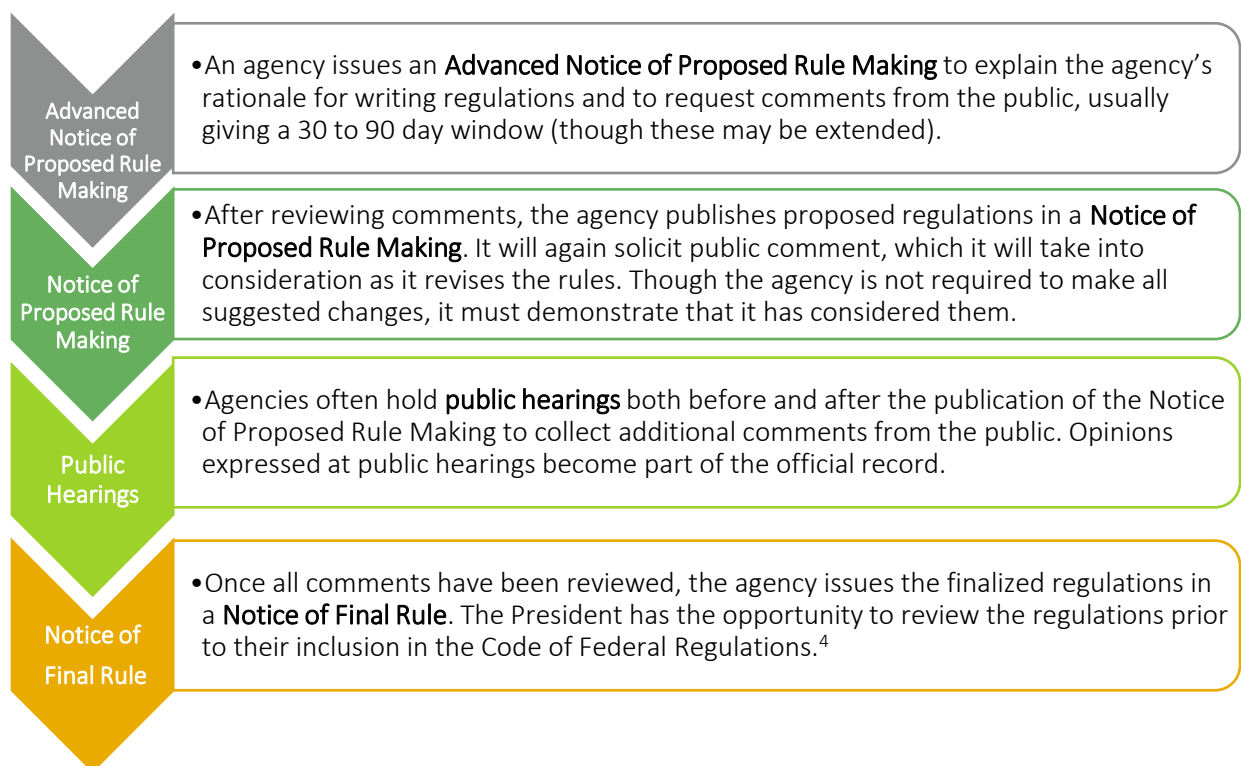 Advanced
Notice of
Proposed Rule
Making
•An agency issues an Advanced Notice of Proposed Rule Making to explain the agency’s
rationale for writing regulations and to request comments from the public, usually
giving a 30 to 90 day window (though these may be extended).
Notice of
Proposed Rule
Making
•After reviewing comments, the agency publishes proposed regulations in a Notice of
Proposed Rule Making. It will again solicit public comment, which it will take into
consideration as it revises the rules. Though the agency is not required to make all
suggested changes, it must demonstrate that it has considered them.
Public
Hearings
•Agencies often hold public hearings both before and after the publication of the Notice
of Proposed Rule Making to collect additional comments from the public. Opinions
expressed at public hearings become part of the official record.
Notice of
Final Rule
•Once all comments have been reviewed, the agency issues the finalized regulations in
a Notice of Final Rule. The President has the opportunity to review the regulations prior
to their inclusion in the Code of Federal Regulations.⁴